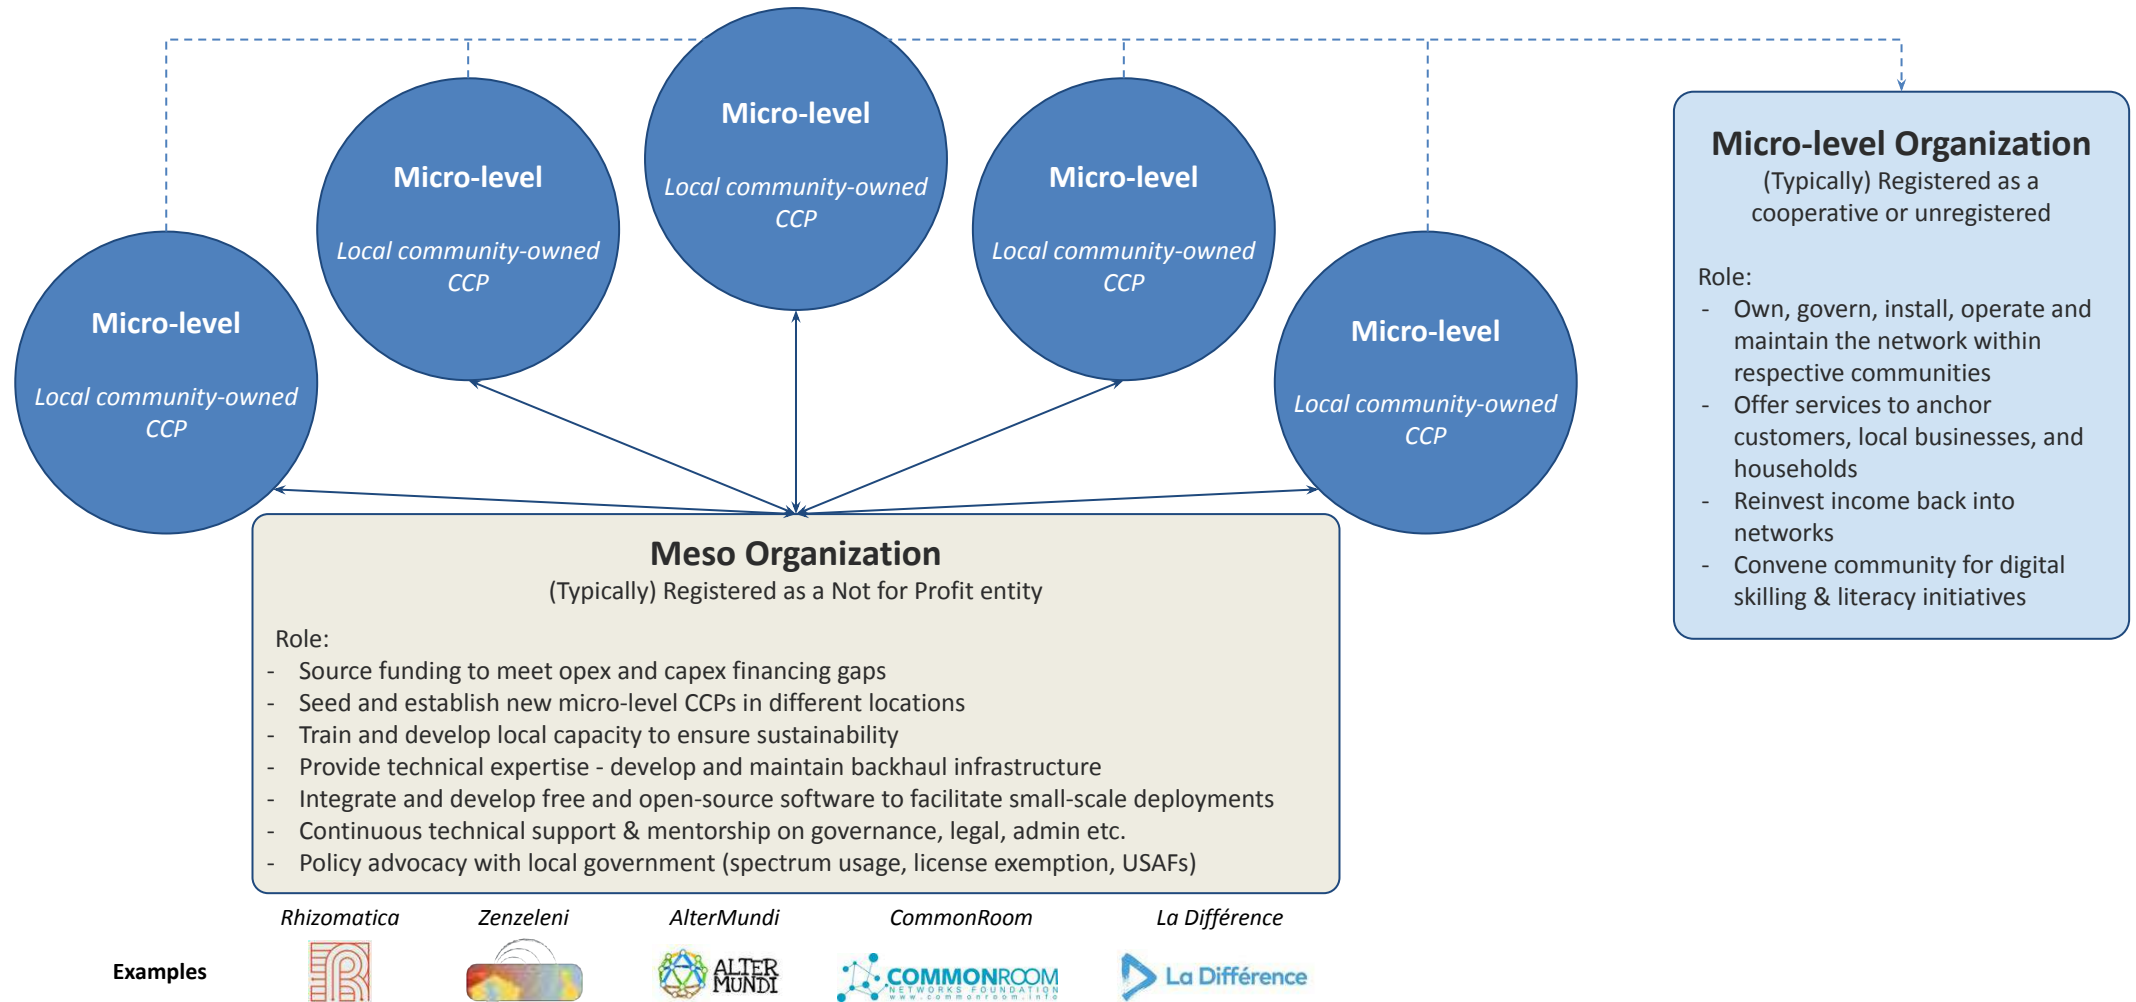 Micro-level
Local community-owned
CCP
Micro-level
Local community-owned
CCP
Micro-level
Local community-owned
CCP
Micro-level
Local community-owned
CCP
Micro-level
Local community-owned
CCP
Micro-level Organization
(Typically) Registered as a
cooperative or unregistered
Role:
- Own, govern, install, operate and
maintain the network within
respective communities
- Offer services to anchor
customers, local businesses, and
households
- Reinvest income back into
networks
- Convene community for digital
skilling & literacy initiatives
Meso Organization
(Typically) Registered as a Not for Profit entity
Role:
- Source funding to meet opex and capex financing gaps
- Seed and establish new micro-level CCPs in different locations
- Train and develop local capacity to ensure sustainability
- Provide technical expertise - develop and maintain backhaul infrastructure
- Integrate and develop free and open-source software to facilitate small-scale deployments
- Continuous technical support & mentorship on governance, legal, admin etc.
- Policy advocacy with local government (spectrum usage, license exemption, USAFs)
Rhizomatica
Zenzeleni
AlterMundi
CommonRoom
La Différence
Examples
ALTER
MUNDI
COMMONROOM
NETWORKS FOUNDATION
www.commonroom.info
La Différence